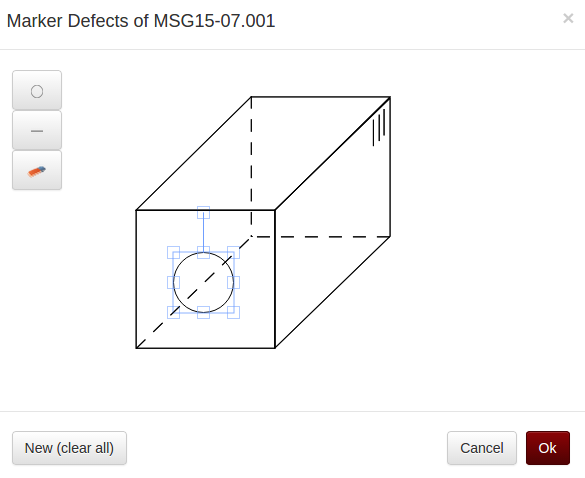 Marker Defects of MSG15-07.001
×
New (clear all)
Cancel
Ok